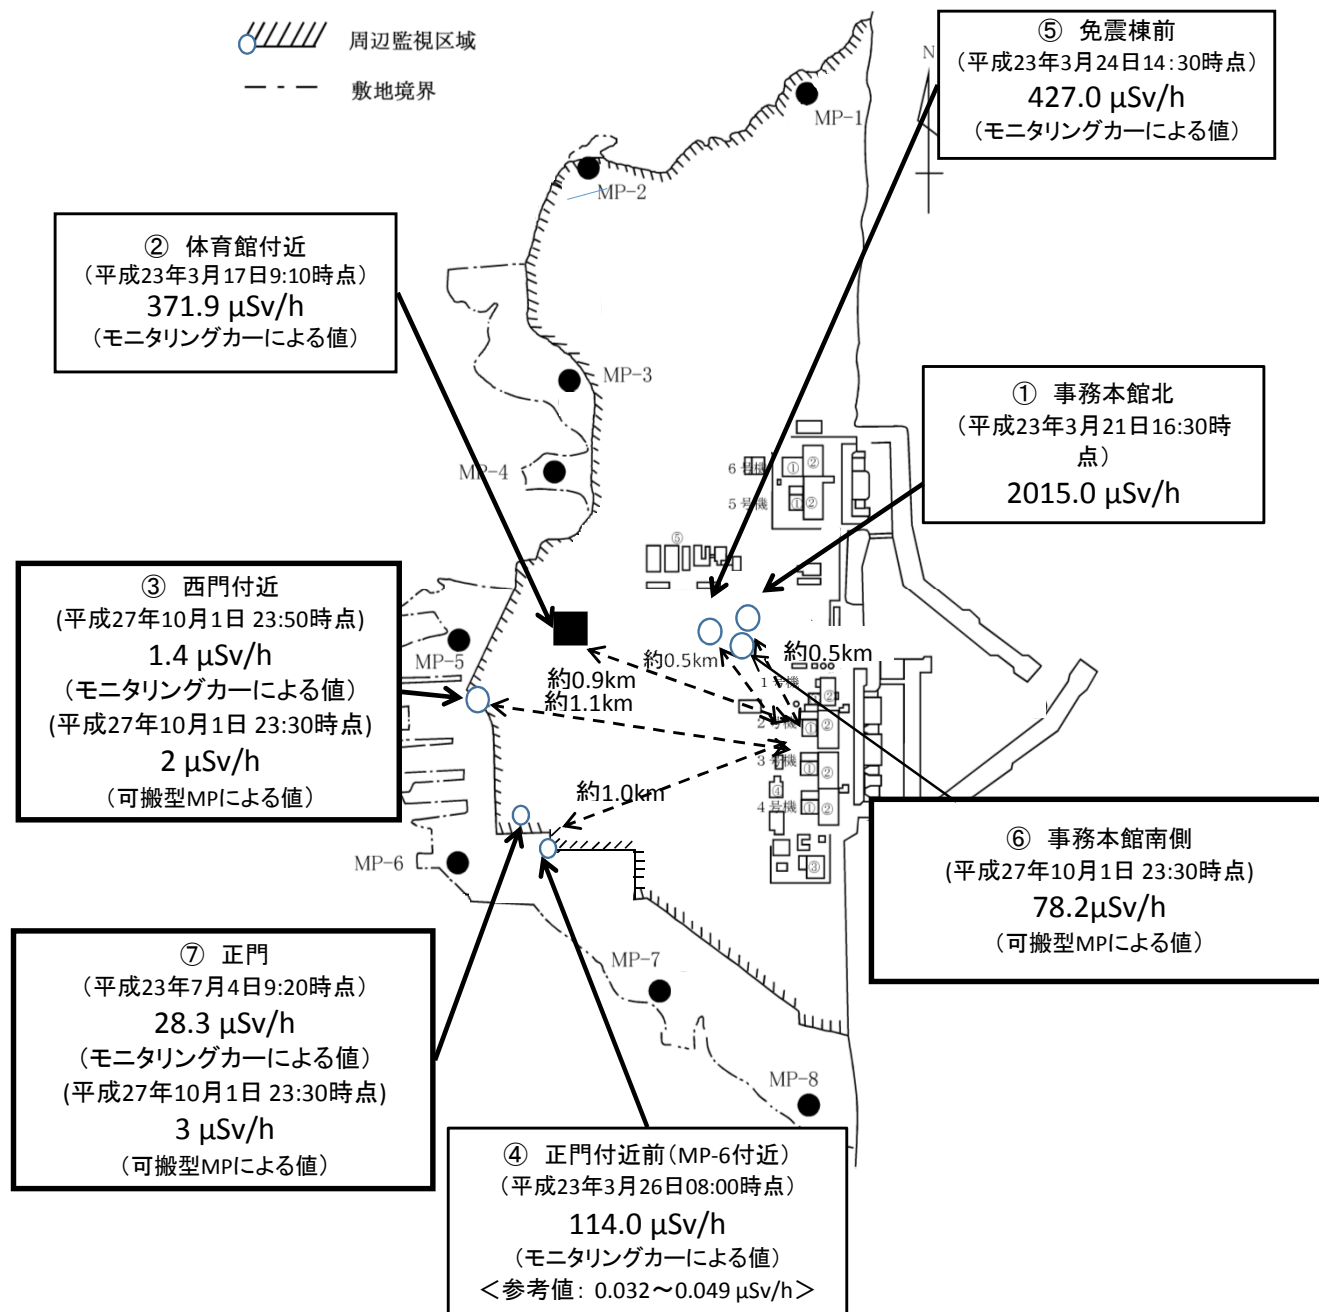 周辺監視区域
敷地境界
⑤ 免震棟前
(平成23年3月24日14:30時点)
427.0 μSv/h
(モニタリングカーによる値)
N
MP-1
MP-2
② 体育館付近
(平成23年3月17日9:10時点)
371.9 μSv/h
(モニタリングカーによる値)
MP-3
① 事務本館北
(平成23年3月21日16:30時
点)
2015.0 μSv/h
MP-4
6号機
①
②
5号機
①
②
⑤
③ 西門付近
(平成27年10月1日 23:50時点)
1.4 μSv/h
(モニタリングカーによる値)
(平成27年10月1日 23:30時点)
2 μSv/h
(可搬型MPによる値)
MP-5
約0.5km
約0.5km
約0.9km
約1.1km
1号機
②
2号機
①
②
3号機
①
②
約1.0km
④
4号機
①
②
③
MP-6
⑥ 事務本館南側
(平成27年10月1日 23:30時点)
78.2μSv/h
(可搬型MPによる値)
⑦ 正門
(平成23年7月4日9:20時点)
28.3 μSv/h
(モニタリングカーによる値)
(平成27年10月1日 23:30時点)
3 μSv/h
(可搬型MPによる値)
MP-7
MP-8
④ 正門付近前(MP-6付近)
(平成23年3月26日08:00時点)
114.0 μSv/h
(モニタリングカーによる値)
<参考値: 0.032~0.049 μSv/h>